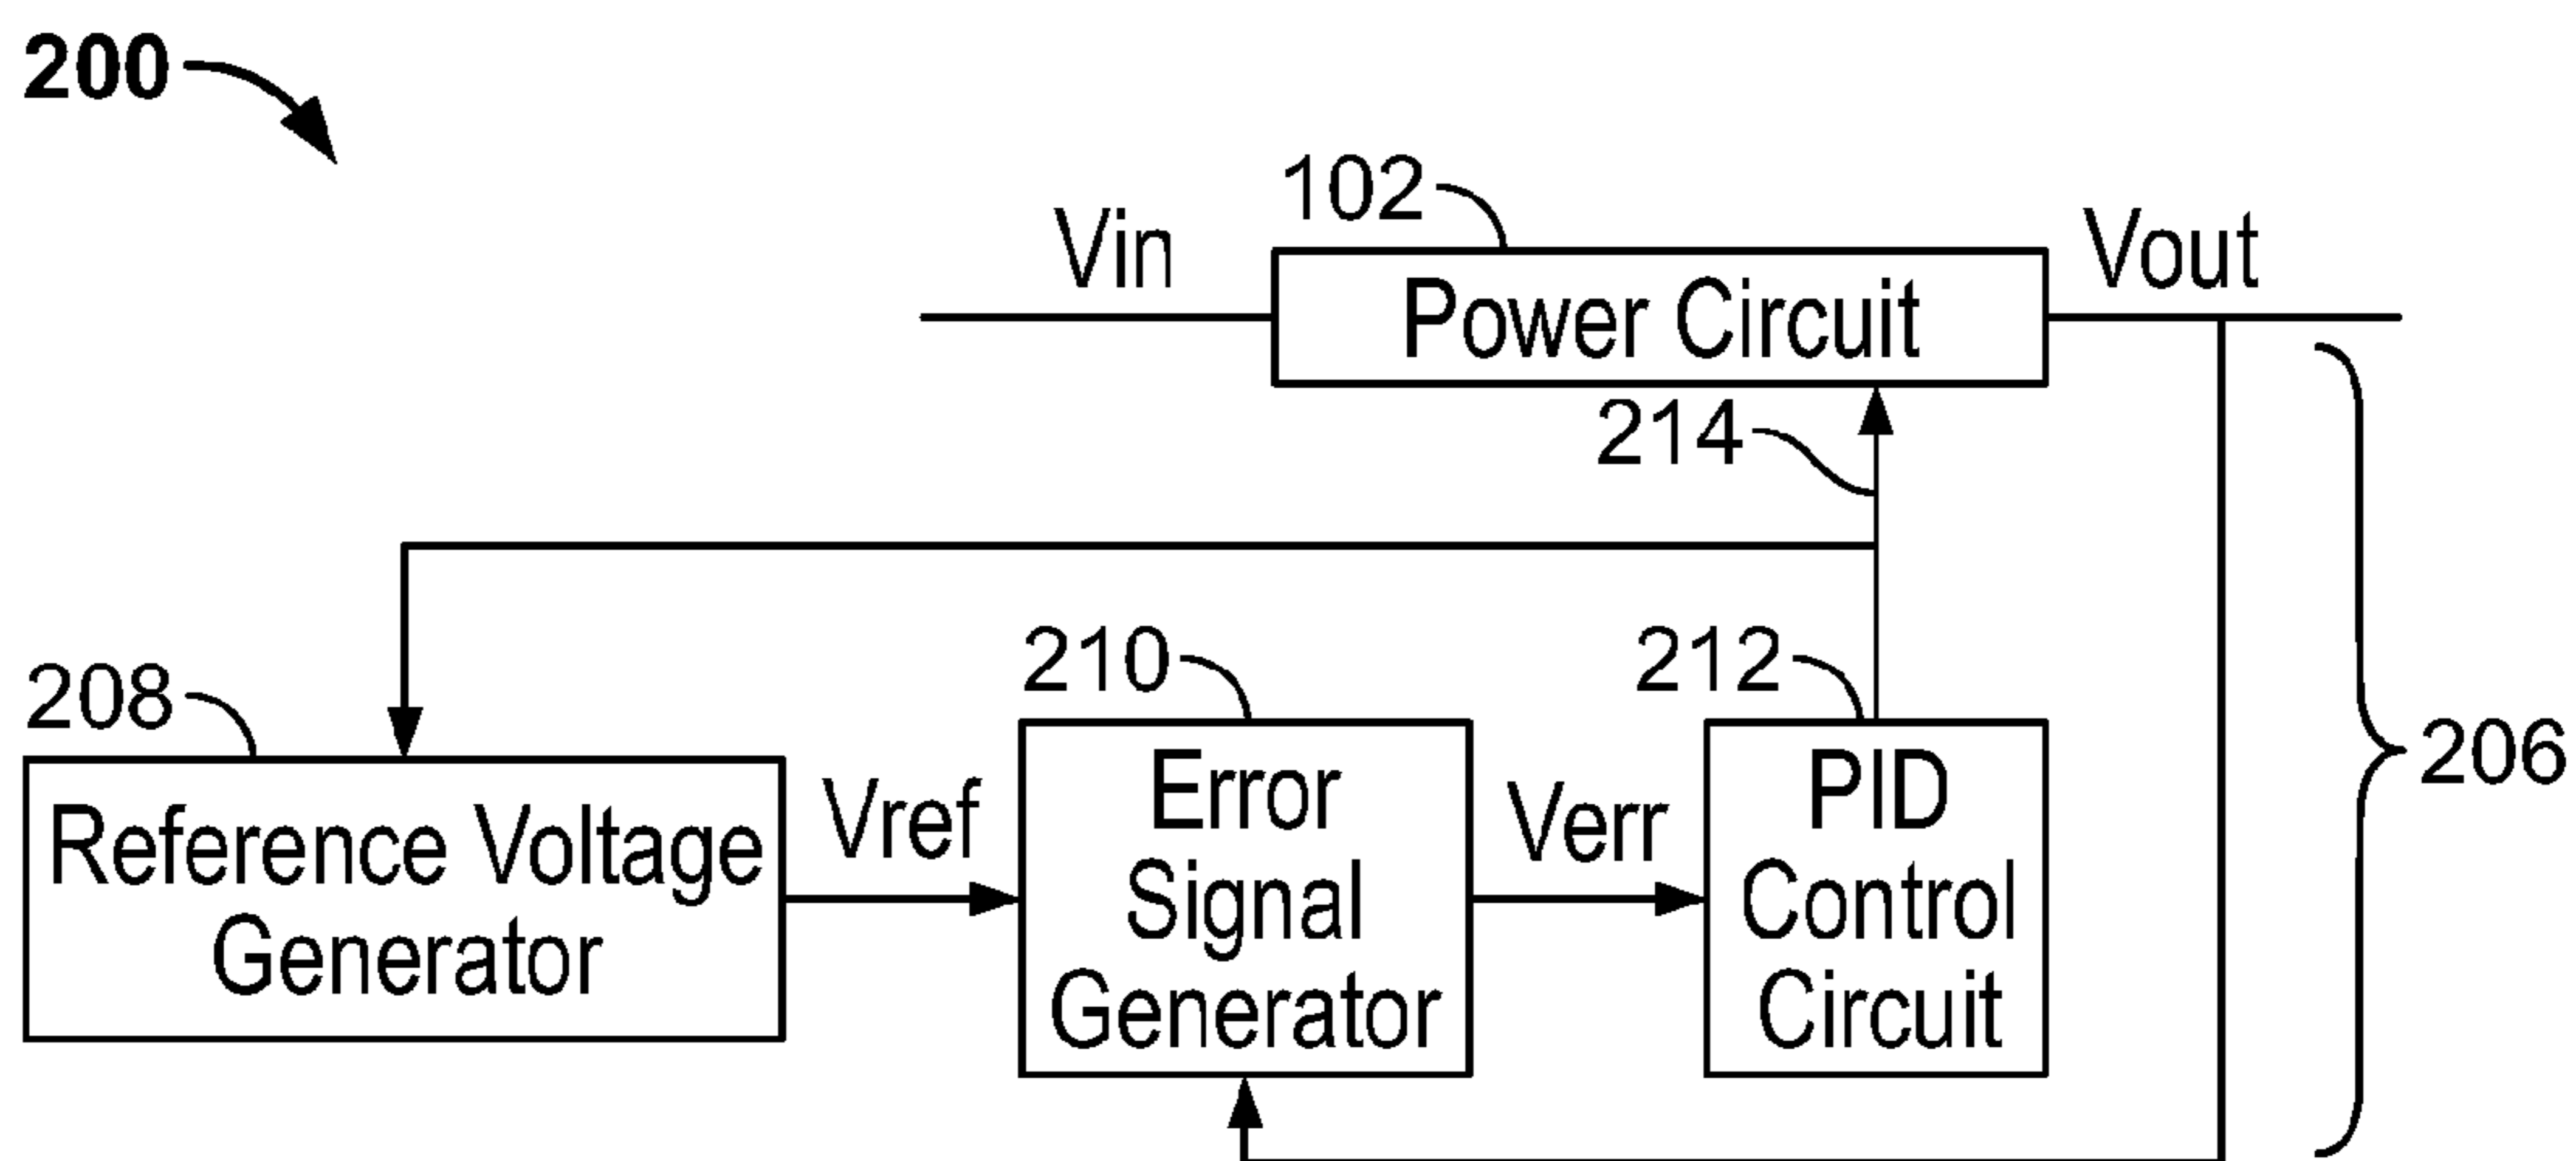 200
102
Vin
Power Circuit
Vout
214
206
208
Reference Voltage
Generator
Vref
210
Error
Signal
Generator
Verr
212
PID
Control
Circuit